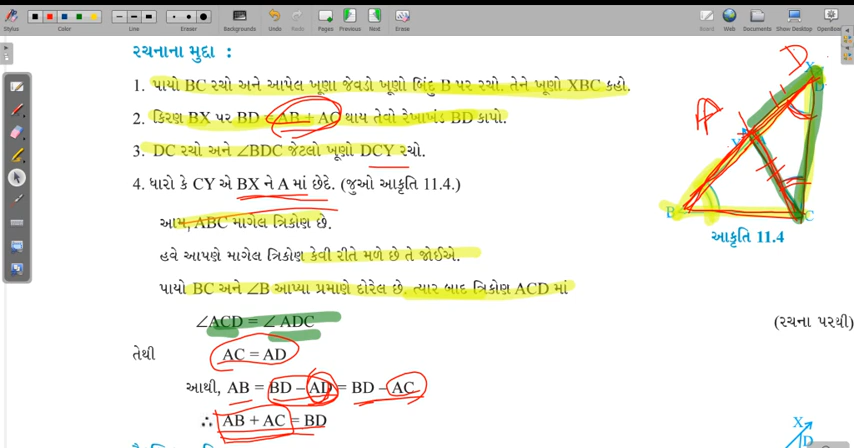 Style
Color
Line
Eraser
Background
Undo
Redo
Pages
Previous
Next
Erase
Board
Web
Documents
Show Desktop
Options
રચનાના મુદ્દા :
1. પાયો BC રચો અને આપેલ ખૂણા જેવડો ખૂણો બિંદુ B પર રચો. તેને ખૂણો XBC કહો.
2. કિરણ BX પર BD = AB + AC થાય તેવો રેખાખંડ BD કાપો.
3. DC રચો અને ∠BDC જેટલો ખૂણો DCY રચો.
4. ધારો કે CY એ BX ને A માં છેદે. (જુઓ આકૃતિ 11.4.)
આમ, ABC માગેલ ત્રિકોણ છે.
હવે આપણે માગેલ ત્રિકોણ કેવી રીતે મળે છે તે જોઈએ.
પાયો BC અને ∠B આપ્યા પ્રમાણે દોરેલ છે. ત્યાર બાદ ત્રિકોણ ACD માં
∠ACD = ∠ADC (રચના પરથી)
તેથી AC = AD
આથી, AB = BD – AD = BD – AC
∴ AB + AC = BD
D
X
D
A
Y
A
B
C
આકૃતિ 11.4
X
D